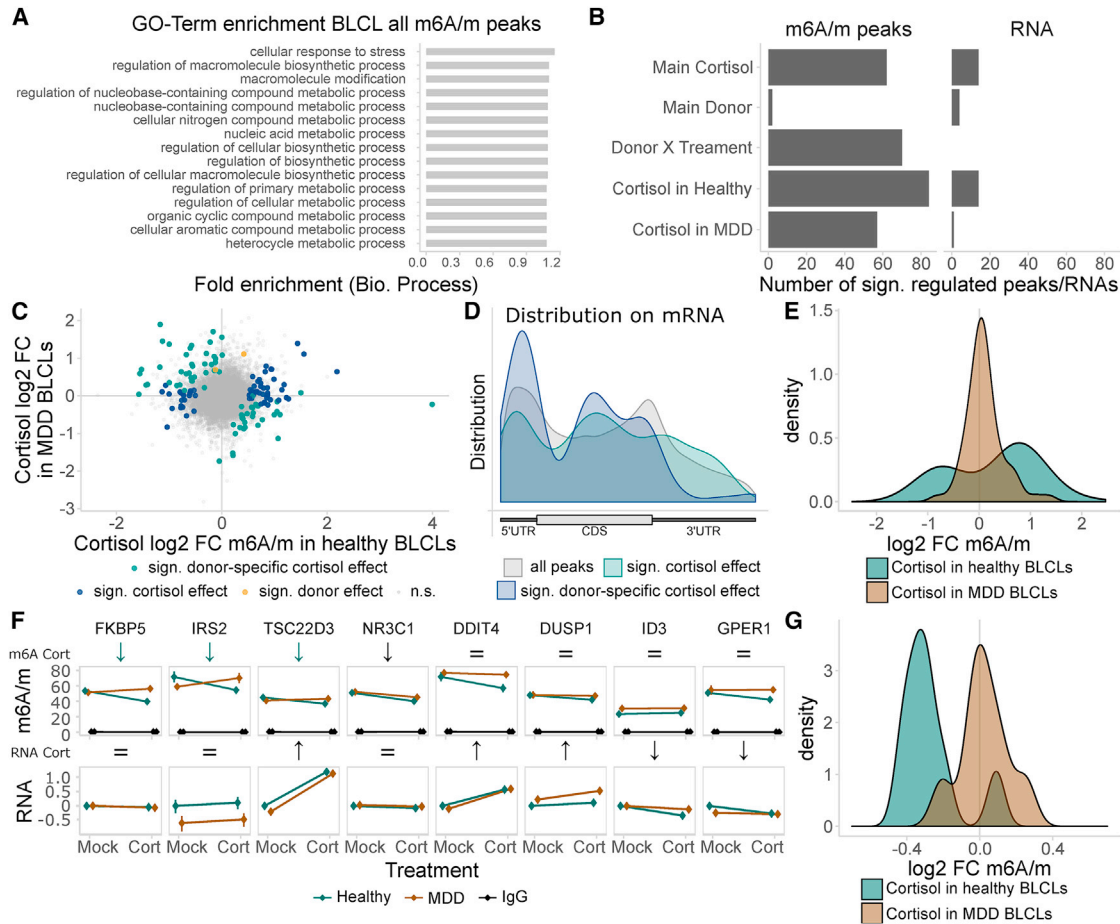 A
GO-Term enrichment BLCL all m6A/m peaks
cellular response to stress
regulation of macromolecule biosynthetic process
macromolecule modification
regulation of nucleobase-containing compound metabolic process
nucleobase-containing compound metabolic process
cellular nitrogen compound metabolic process
nucleic acid metabolic process
regulation of cellular biosynthetic process
regulation of biosynthetic process
regulation of cellular macromolecule biosynthetic process
regulation of primary metabolic process
regulation of cellular metabolic process
organic cyclic compound metabolic process
cellular aromatic compound metabolic process
heterocycle metabolic process
0.0 0.3 0.6 0.9 1.2
Fold enrichment (Bio. Process)
B
m6A/m peaks RNA
Main Cortisol
Main Donor
Donor X Treament
Cortisol in Healthy
Cortisol in MDD
0 20 40 60 80 0 20 40 60 80
Number of sign. regulated peaks/RNAs
C
Cortisol log2 FC
in MDD BLCLs
2
1
0
-1
-2
-3
-2 0 2 4
Cortisol log2 FC m6A/m in healthy BLCLs
sign. donor-specific cortisol effect
sign. cortisol effect sign. donor effect n.s.
D
Distribution on mRNA
Distribution
5'UTR CDS 3'UTR
all peaks sign. cortisol effect
sign. donor-specific cortisol effect
E
density
1.5
1.0
0.5
0.0
-2 -1 0 1 2
log2 FC m6A/m
Cortisol in healthy BLCLs
Cortisol in MDD BLCLs
F
FKBP5 IRS2 TSC22D3 NR3C1 DDIT4 DUSP1 ID3 GPER1
m6A Cort ↓ ↓ ↓ ↓ = = = =
m6A/m
80
60
40
20
0
RNA Cort = = ↑ = ↑ ↑ ↓ ↓
RNA
1.0
0.5
0
-0.5
Mock Cort Mock Cort Mock Cort Mock Cort Mock Cort Mock Cort Mock Cort Mock Cort
Treatment
Healthy MDD IgG
G
density
3
2
1
0
-0.4 0.0 0.4
log2 FC m6A/m
Cortisol in healthy BLCLs
Cortisol in MDD BLCLs